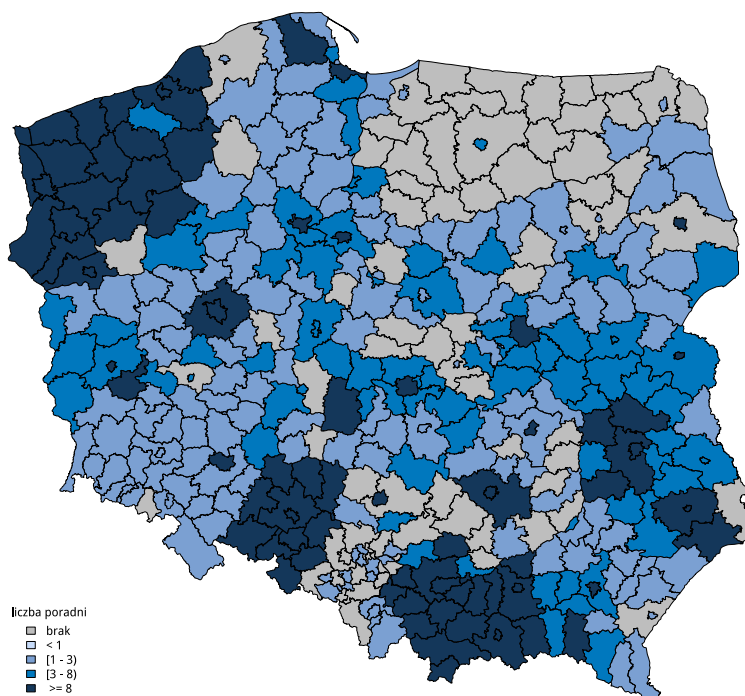 liczba poradni
brak
< 1
[1 - 3)
[3 - 8)
>= 8